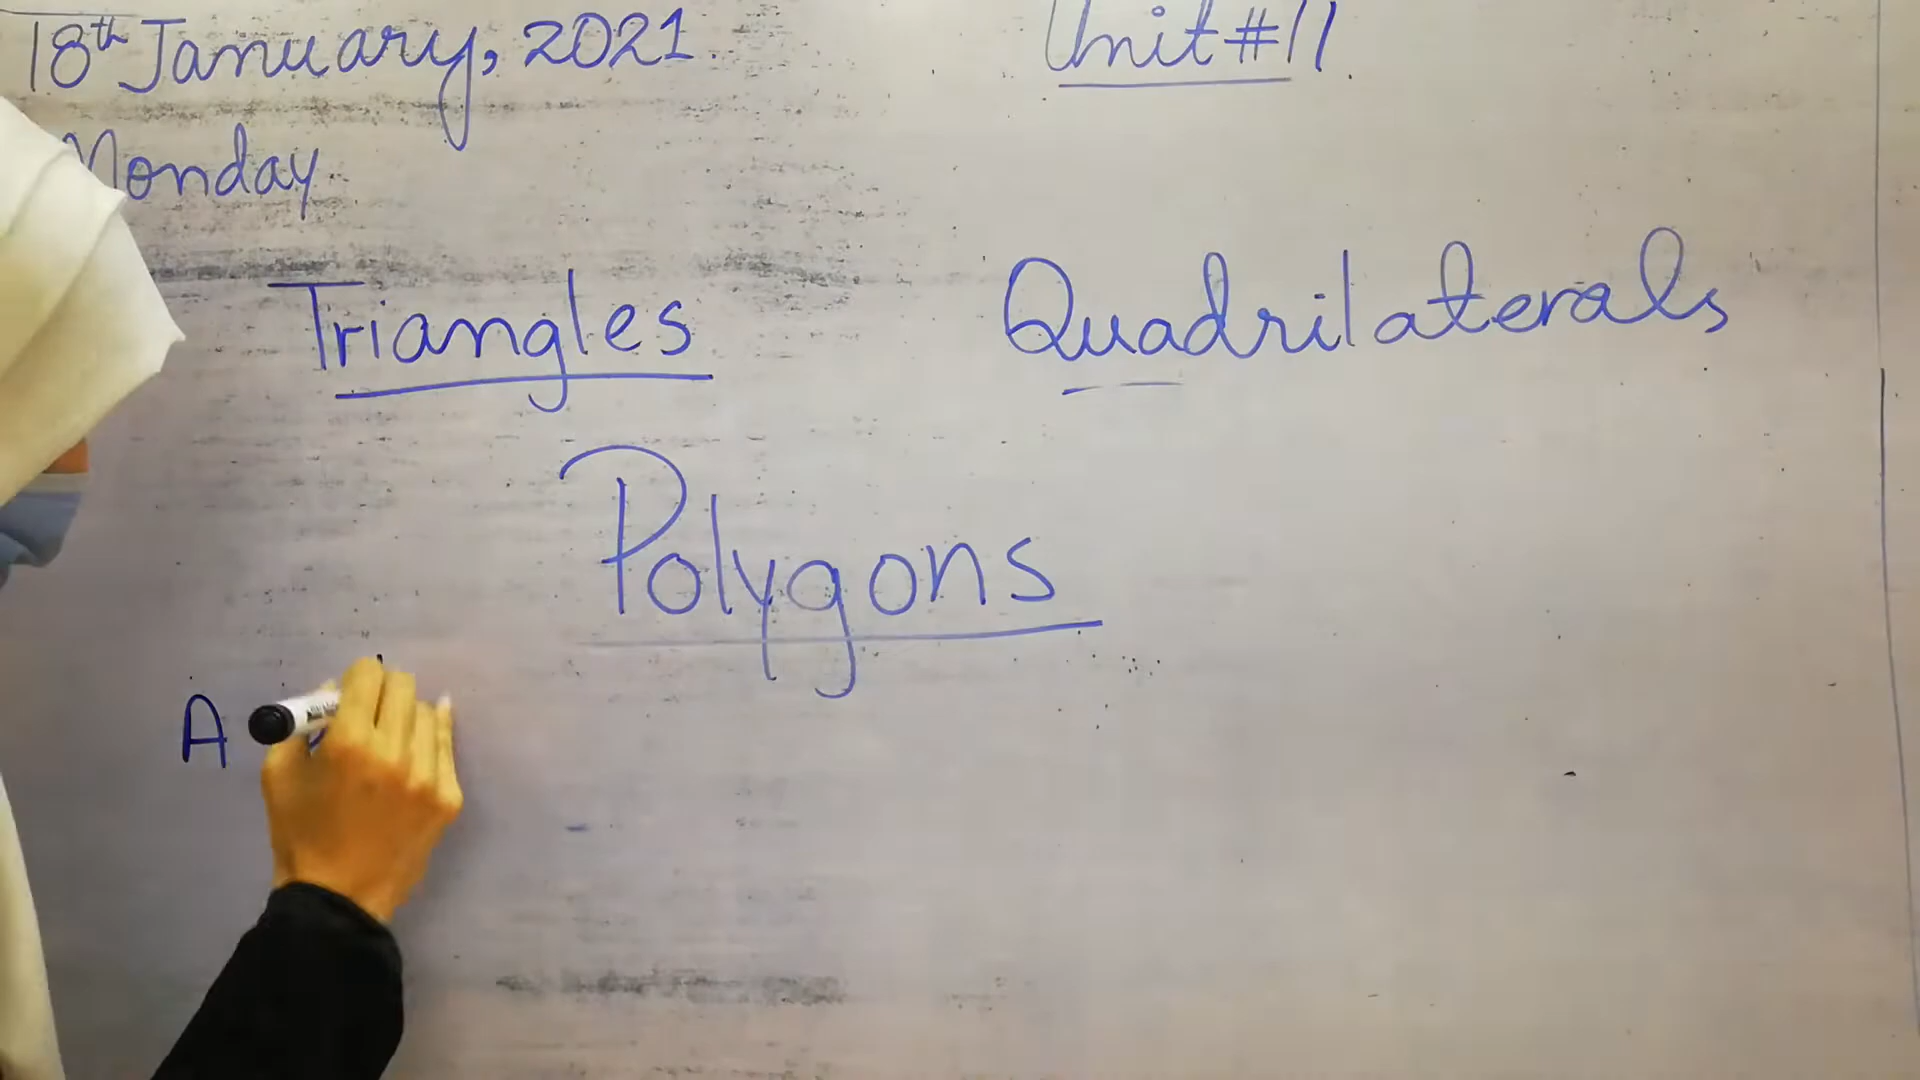 18th January, 2021
Unit #11
Monday
Triangles
Quadrilaterals
Polygons
A